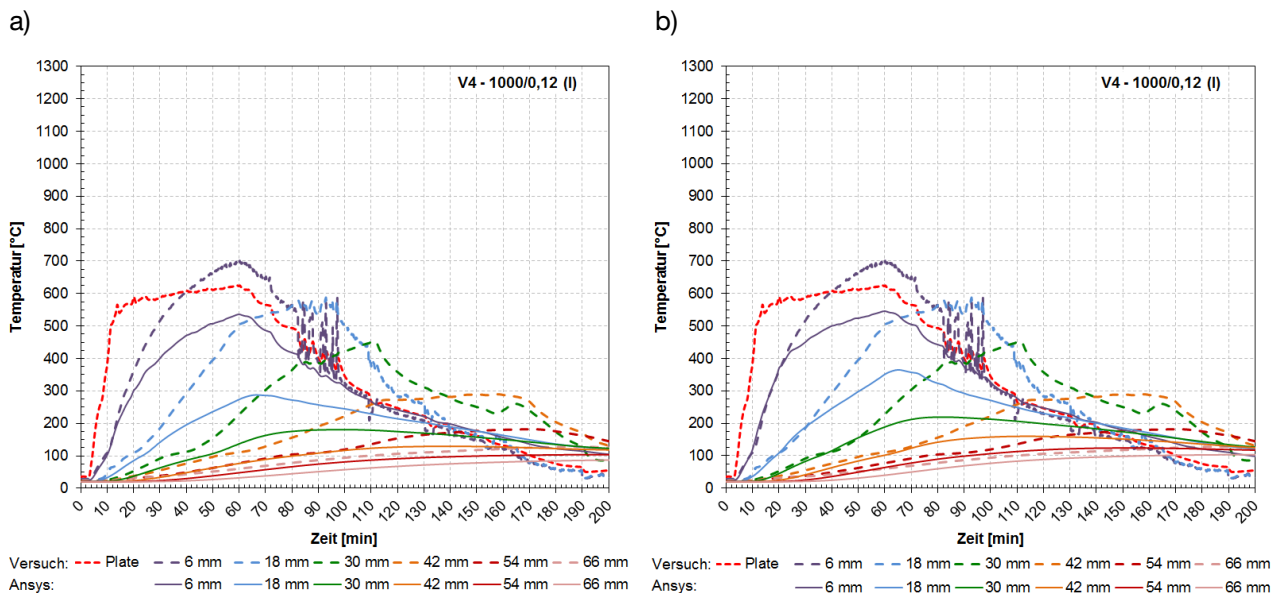 a)
V4 - 1000/0,12 (I)
Temperatur [°C]
1300
1200
1100
1000
900
800
700
600
500
400
300
200
100
0
0 10 20 30 40 50 60 70 80 90 100 110 120 130 140 150 160 170 180 190 200
Zeit [min]
Versuch: Plate 6 mm 18 mm 30 mm 42 mm 54 mm 66 mm
Ansys: 6 mm 18 mm 30 mm 42 mm 54 mm 66 mm
b)
V4 - 1000/0,12 (I)
Temperatur [°C]
1300
1200
1100
1000
900
800
700
600
500
400
300
200
100
0
0 10 20 30 40 50 60 70 80 90 100 110 120 130 140 150 160 170 180 190 200
Zeit [min]
Versuch: Plate 6 mm 18 mm 30 mm 42 mm 54 mm 66 mm
Ansys: 6 mm 18 mm 30 mm 42 mm 54 mm 66 mm